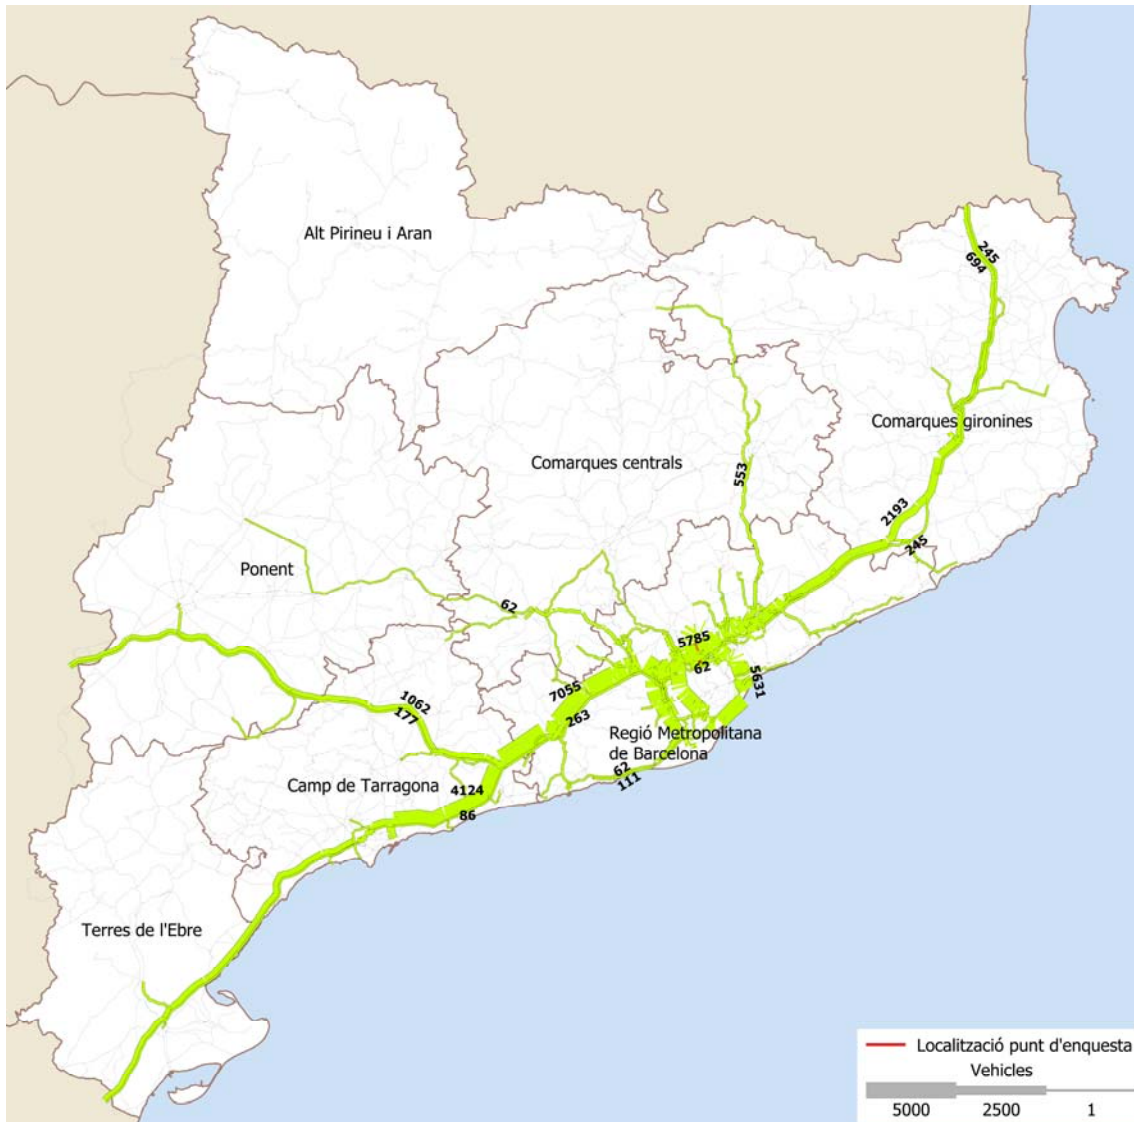 Alt Pirineu i Aran
245
694
Comarques gironines
Comarques centrals
553
2193
245
Ponent
62
5785
62
5631
7055
263
1062
177
Regió Metropolitana
de Barcelona
62
111
Camp de Tarragona
4124
86
Terres de l'Ebre
Localització punt d'enquesta
Vehicles
5000
2500
1